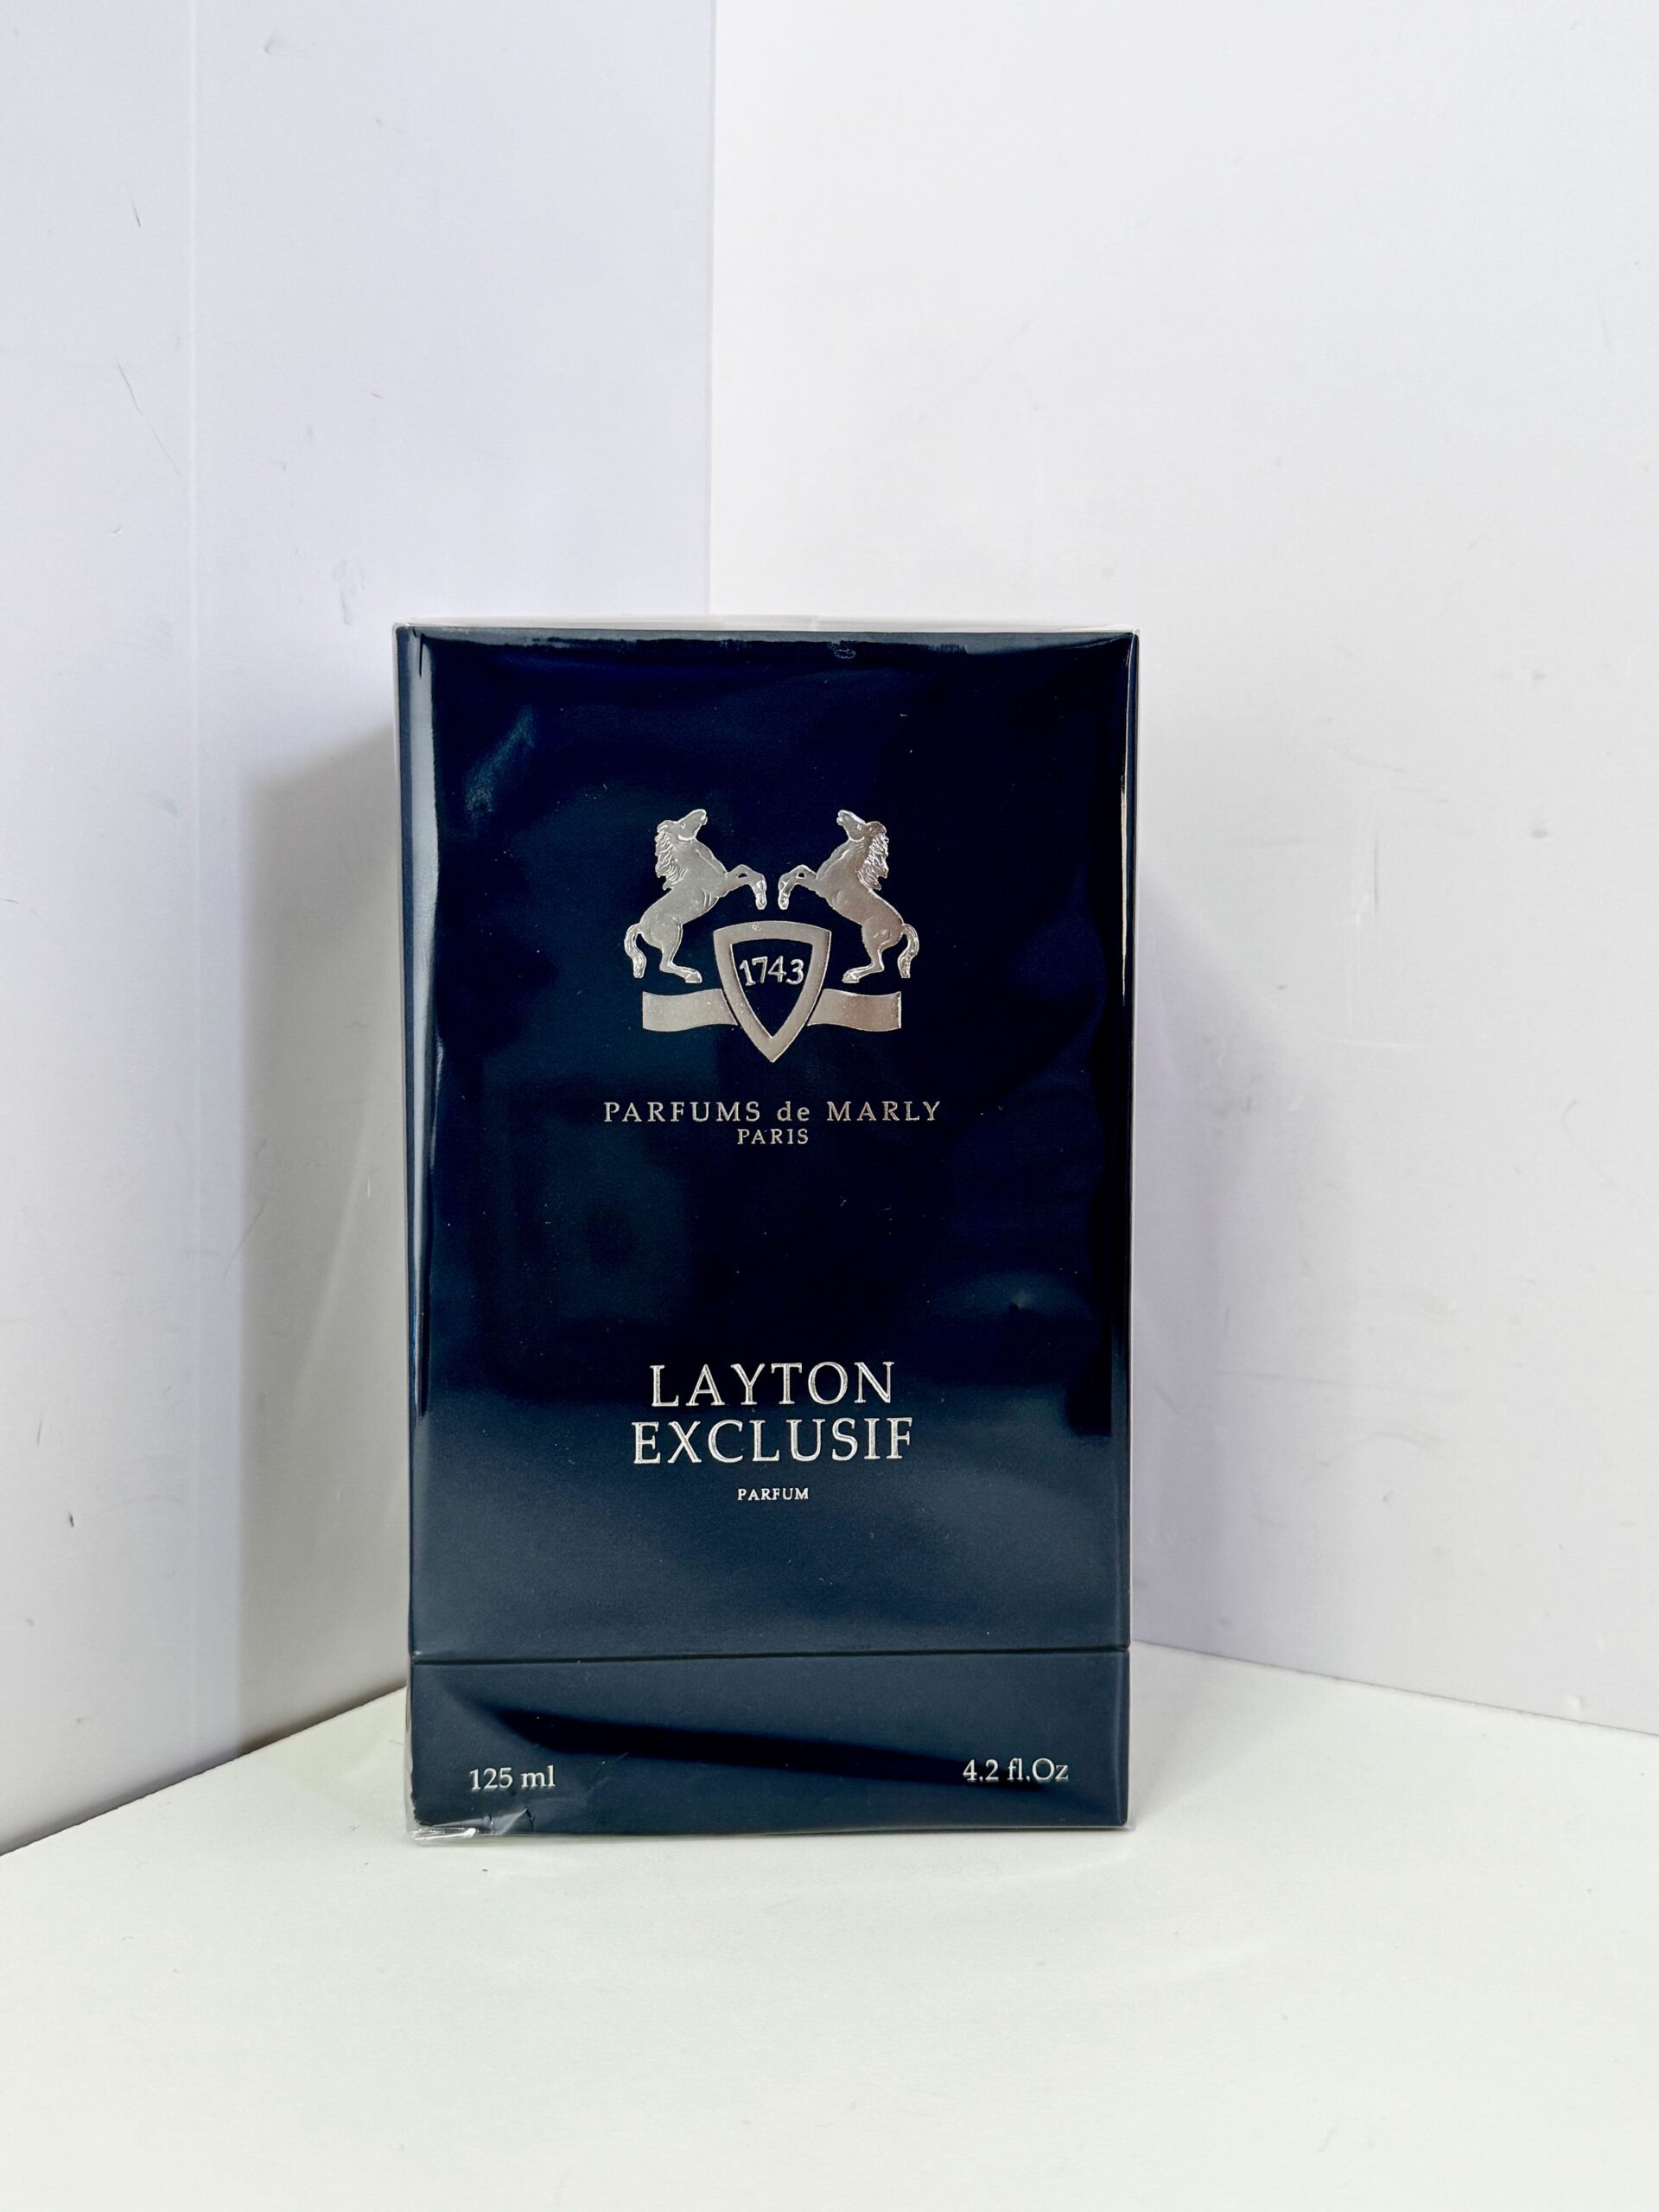 1743
PARFUMS de MARLY
PARIS
LAYTON
EXCLUSIF
PARFUM
125 ml
4.2 fl.Oz